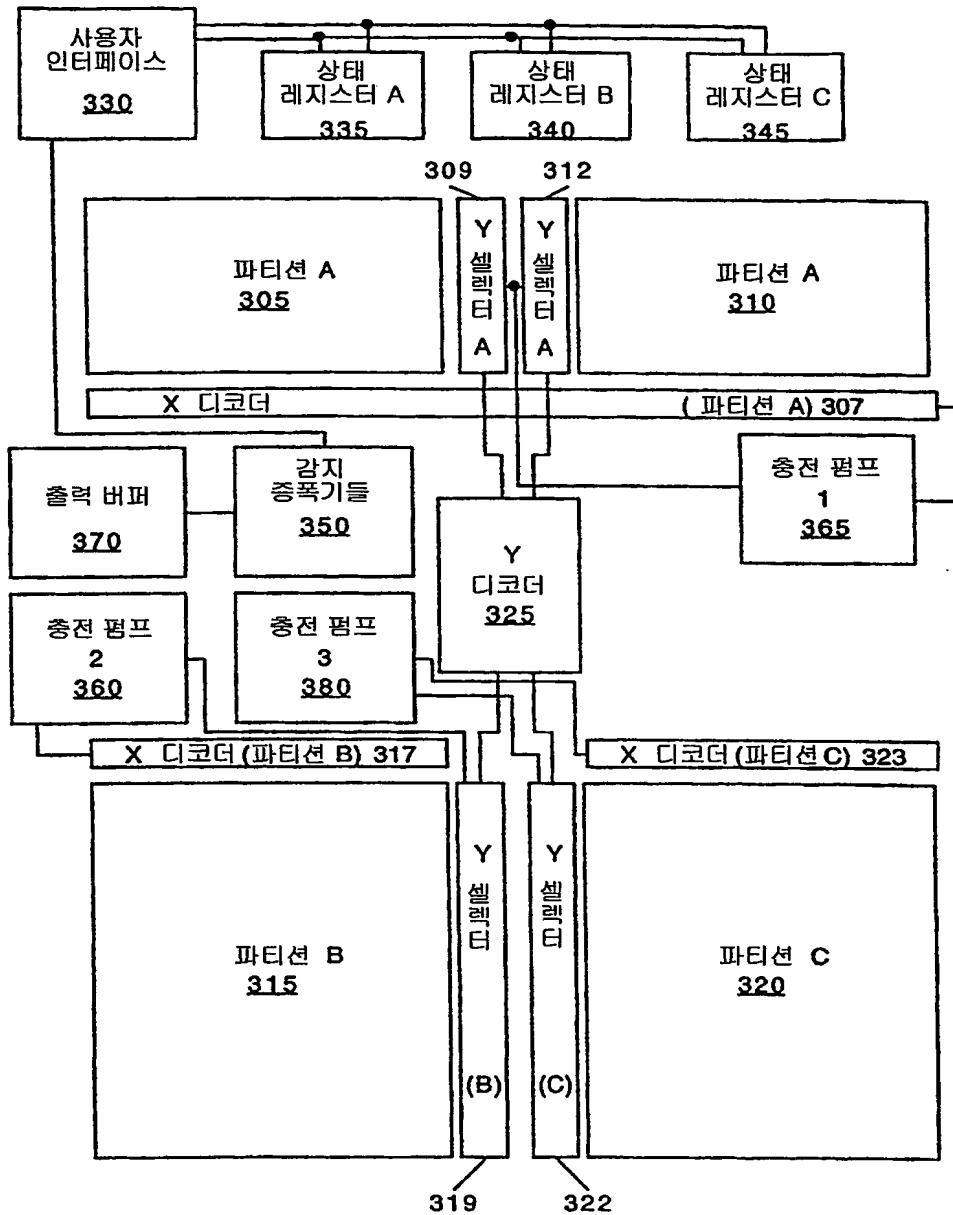 사용자
인터페이스
330
상태
레지스터 A
335
상태
레지스터 B
340
상태
레지스터 C
345
309
312
파티션 A
305
Y
셀
렉
터
A
Y
셀
렉
터
A
파티션 A
310
X 디코더 ( 파티션 A) 307
출력 버퍼
370
감지
증폭기들
350
Y
디코더
325
충전 펌프
1
365
충전 펌프
2
360
충전 펌프
3
380
X 디코더 (파티션 B) 317
X 디코더 (파티션 C) 323
파티션 B
315
Y
셀
렉
터
(B)
Y
셀
렉
터
(C)
파티션 C
320
319
322